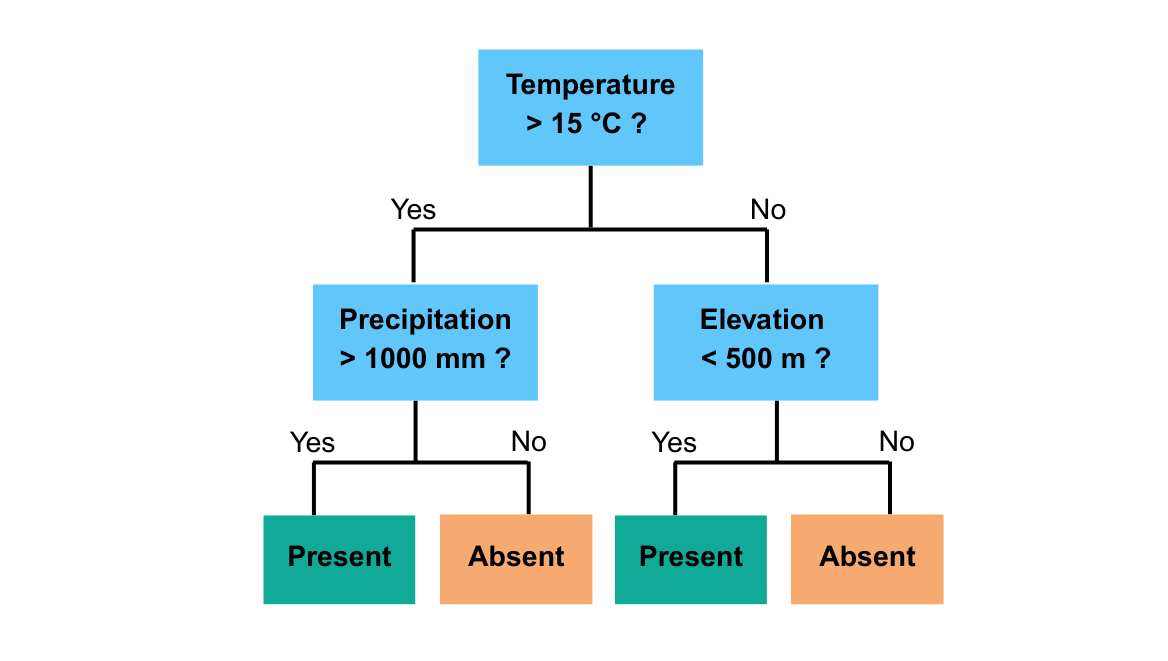 Temperature
> 15 °C ?
Yes
No
Precipitation
> 1000 mm ?
Elevation
< 500 m ?
Yes
No
Yes
No
Present
Absent
Present
Absent